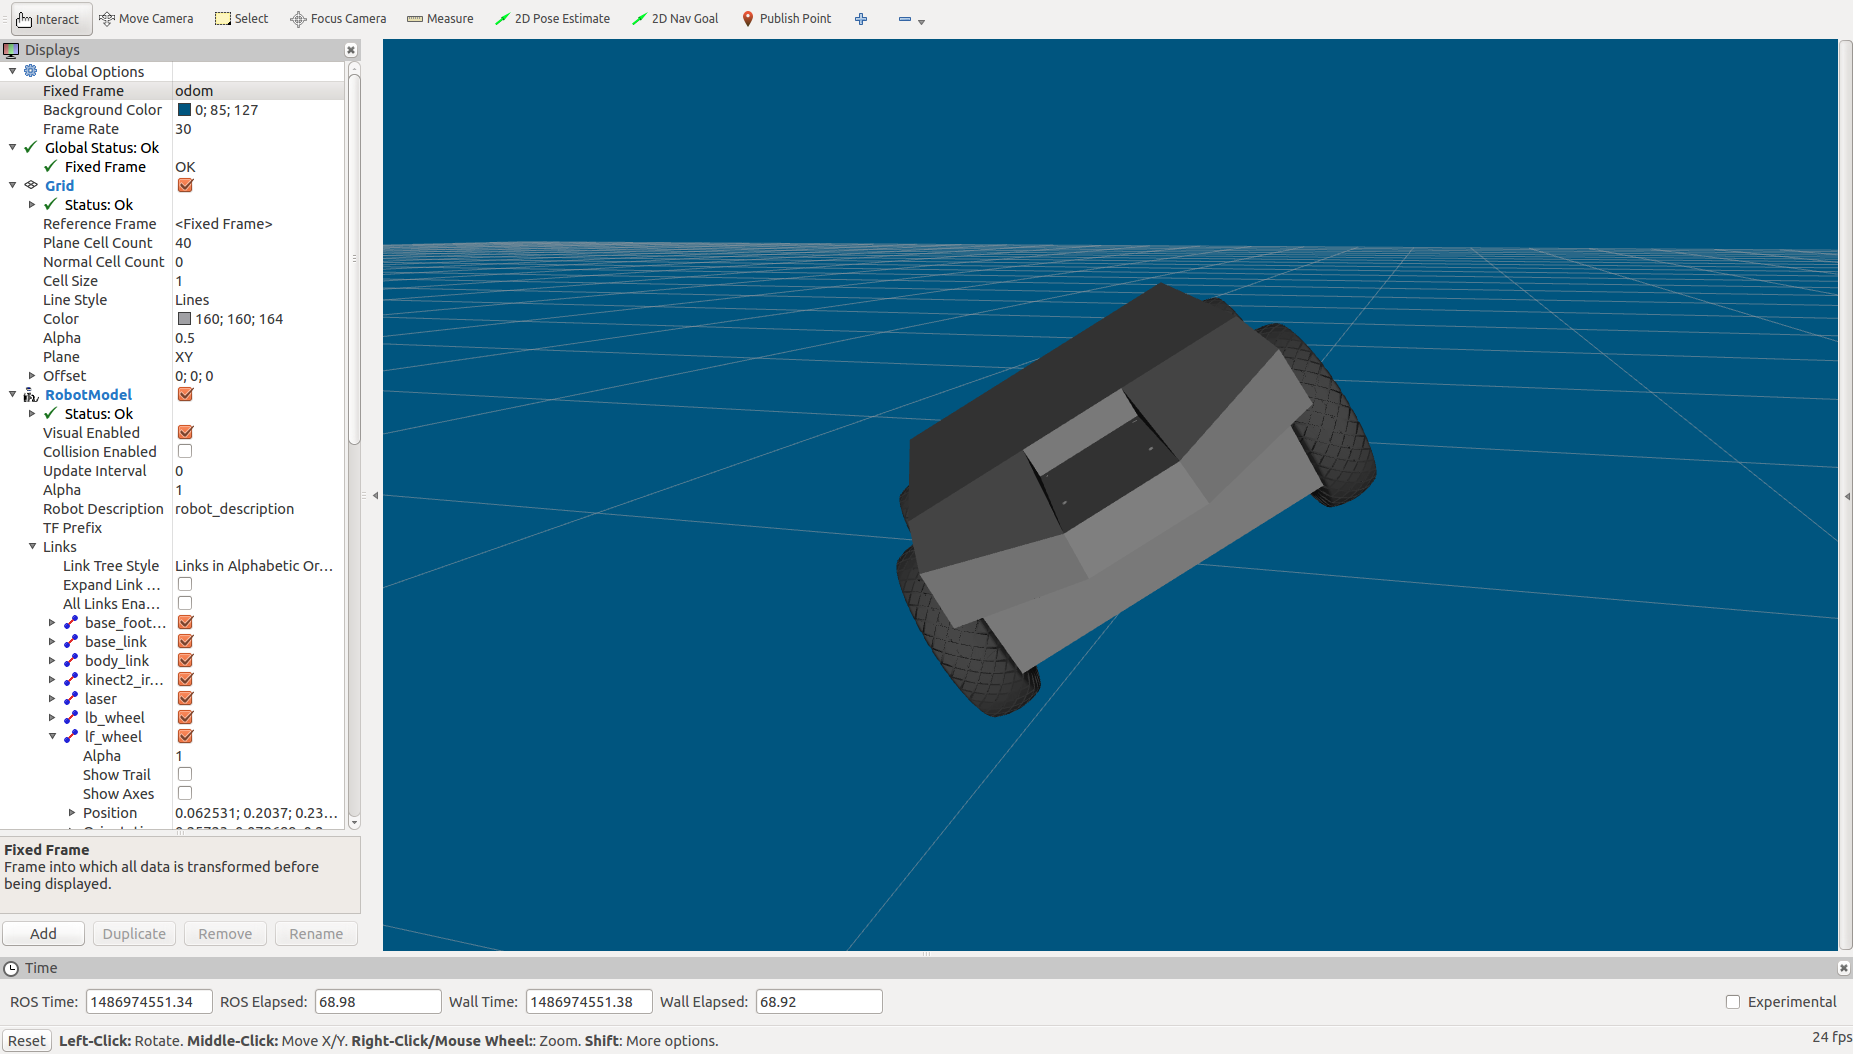 Interact Move Camera Select Focus Camera Measure 2D Pose Estimate 2D Nav Goal Publish Point
Displays
Global Options
Fixed Frame odom
Background Color 0; 85; 127
Frame Rate 30
Global Status: Ok
Fixed Frame OK
Grid
Status: Ok
Reference Frame <Fixed Frame>
Plane Cell Count 40
Normal Cell Count 0
Cell Size 1
Line Style Lines
Color 160; 160; 164
Alpha 0.5
Plane XY
Offset 0; 0; 0
RobotModel
Status: Ok
Visual Enabled
Collision Enabled
Update Interval 0
Alpha 1
Robot Description robot_description
TF Prefix
Links
Link Tree Style Links in Alphabetic Or...
Expand Link ...
All Links Ena...
base_foot...
base_link
body_link
kinect2_ir...
laser
lb_wheel
lf_wheel
Alpha 1
Show Trail
Show Axes
Position 0.062531; 0.2037; 0.23...
Fixed Frame
Frame into which all data is transformed before
being displayed.
Add Duplicate Remove Rename
Time
ROS Time: 1486974551.34 ROS Elapsed: 68.98 Wall Time: 1486974551.38 Wall Elapsed: 68.92 Experimental
Reset Left-Click: Rotate. Middle-Click: Move X/Y. Right-Click/Mouse Wheel:: Zoom. Shift: More options. 24 fps